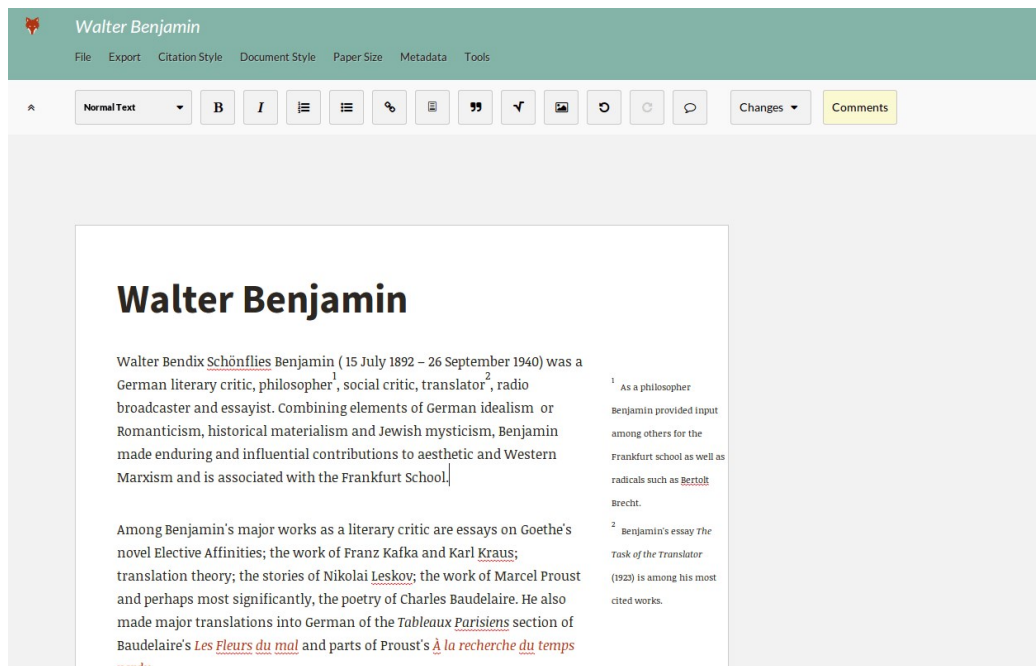 Walter Benjamin
File Export Citation Style Document Style Paper Size Metadata Tools
Normal Text B I Changes Comments
Walter Benjamin
Walter Bendix Schönflies Benjamin ( 15 July 1892 – 26 September 1940) was a
German literary critic, philosopher1, social critic, translator2, radio
broadcaster and essayist. Combining elements of German idealism or
Romanticism, historical materialism and Jewish mysticism, Benjamin
made enduring and influential contributions to aesthetic and Western
Marxism and is associated with the Frankfurt School.
Among Benjamin's major works as a literary critic are essays on Goethe's
novel Elective Affinities; the work of Franz Kafka and Karl Kraus;
translation theory; the stories of Nikolai Leskov; the work of Marcel Proust
and perhaps most significantly, the poetry of Charles Baudelaire. He also
made major translations into German of the Tableaux Parisiens section of
Baudelaire's Les Fleurs du mal and parts of Proust's À la recherche du temps
1 As a philosopher
Benjamin provided input
among others for the
Frankfurt school as well as
radicals such as Bertolt
Brecht.
2 Benjamin's essay The
Task of the Translator
(1923) is among his most
cited works.